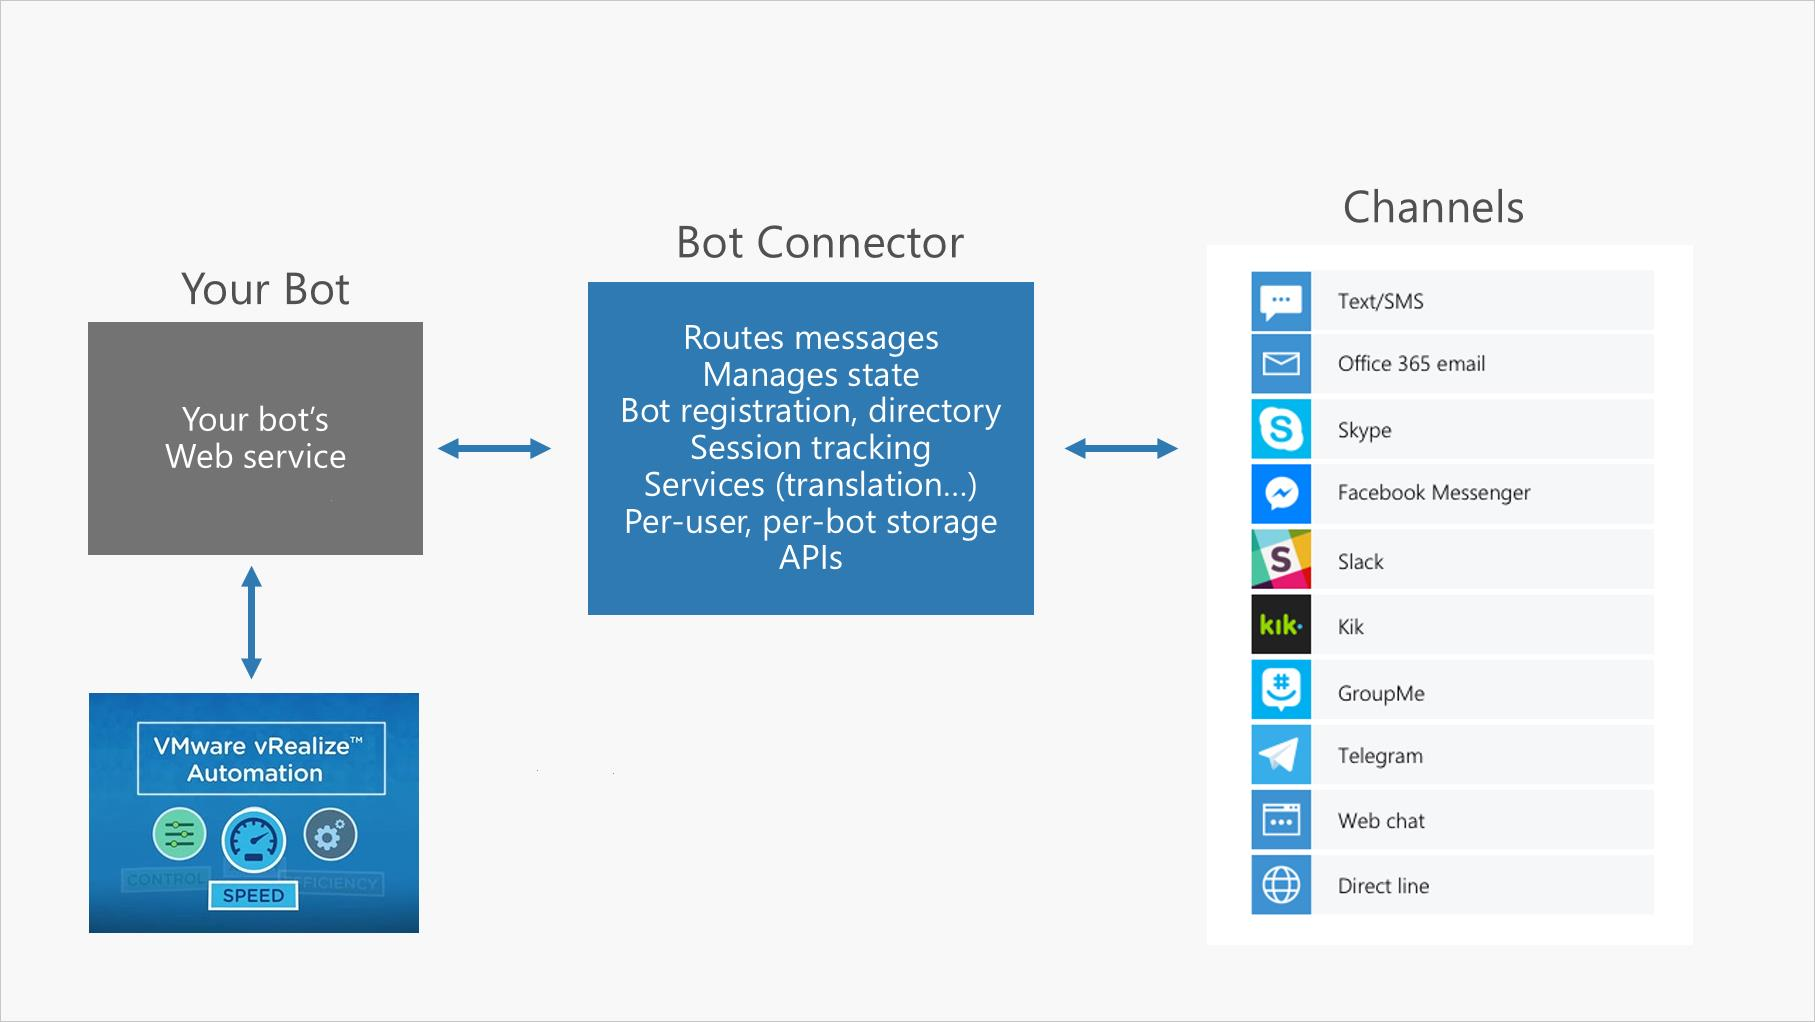 Your Bot
Your bot's
Web service
VMware vRealize™
Automation
CONTROL
SPEED
EFFICIENCY
Bot Connector
Routes messages
Manages state
Bot registration, directory
Session tracking
Services (translation...)
Per-user, per-bot storage
APIs
Channels
Text/SMS
Office 365 email
S Skype
Facebook Messenger
S Slack
kik. Kik
# GroupMe
Telegram
Web chat
Direct line